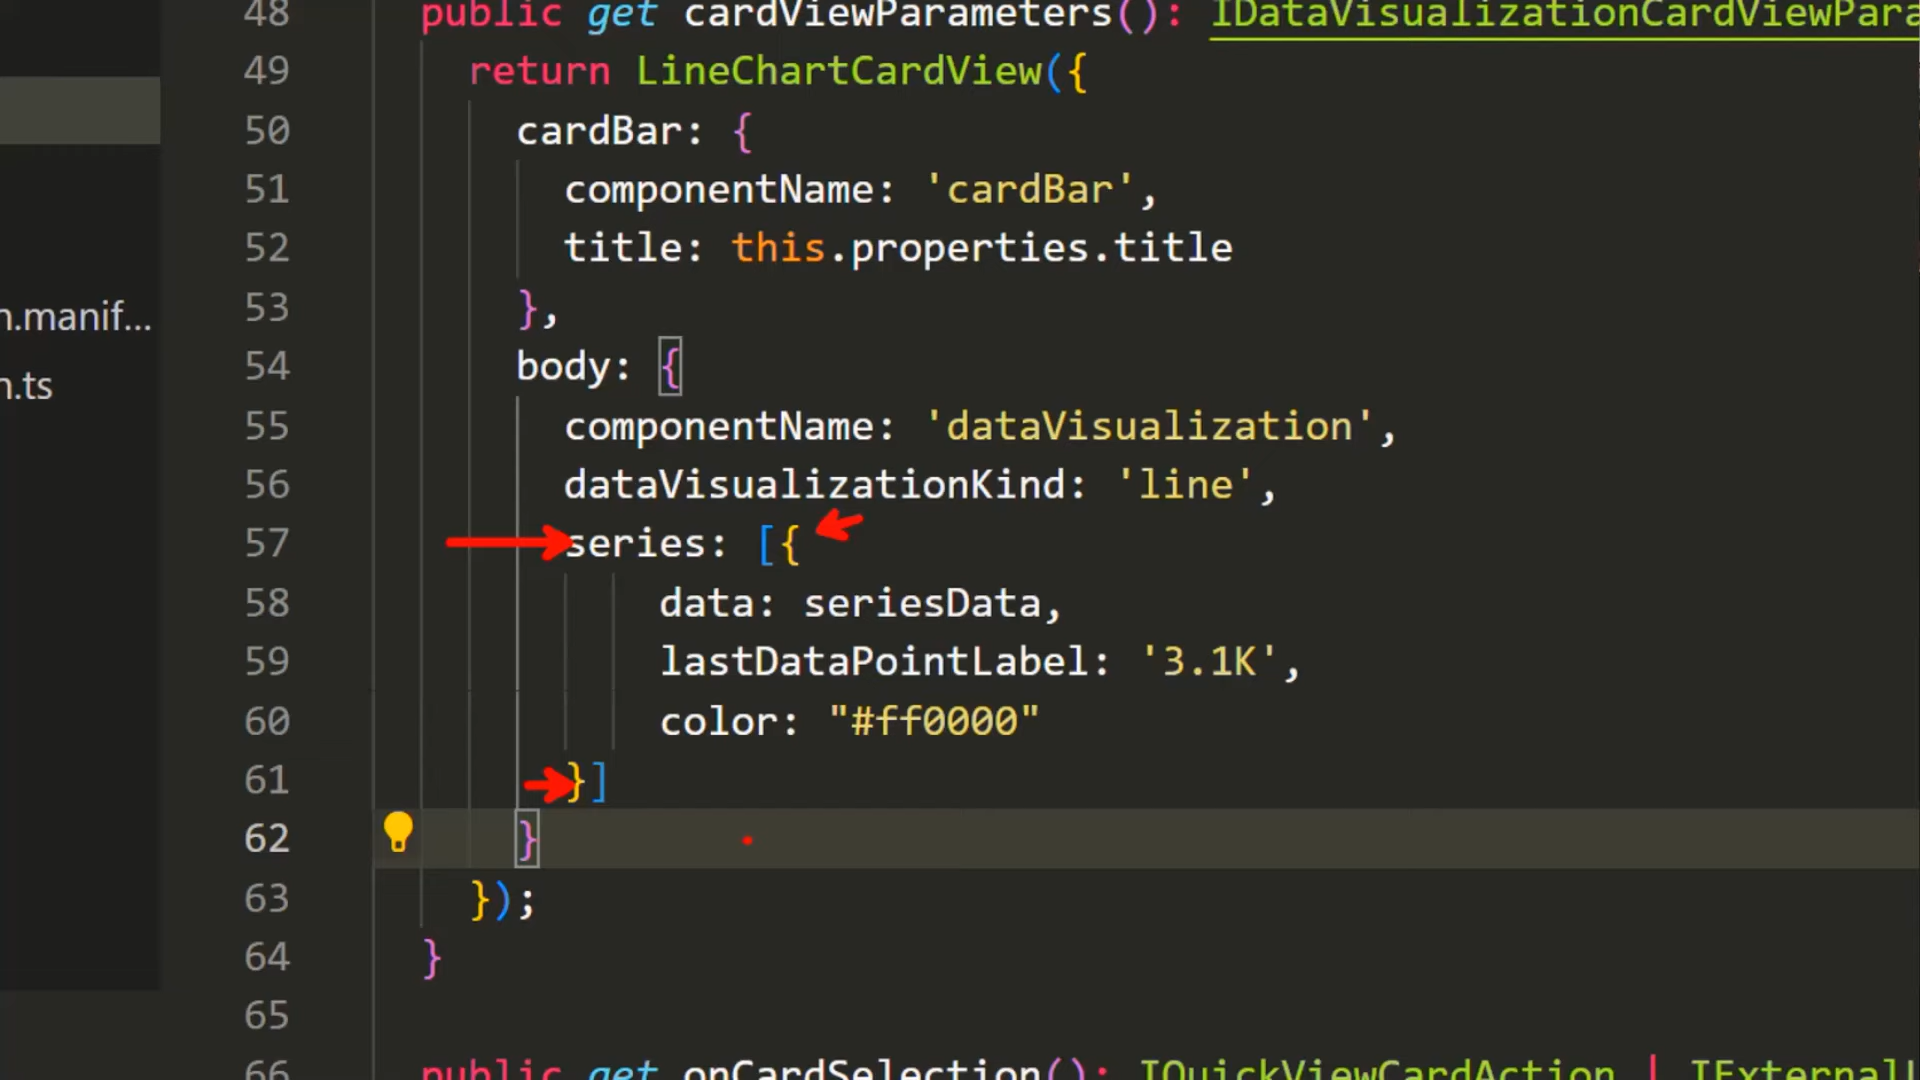 48 public get cardViewParameters(): IDataVisualizationCardViewPara
49 return LineChartCardView({
50 cardBar: {
51 componentName: 'cardBar',
52 title: this.properties.title
n.manif... 53 },
54 body: {
n.ts
55 componentName: 'dataVisualization',
56 dataVisualizationKind: 'line',
57 series: [{
58 data: seriesData,
59 lastDataPointLabel: '3.1K',
60 color: "#ff0000"
61 }]
62 }
63 });
64 }
65
66 public get onCardSelection(): IQuickViewCardAction | IExternalL